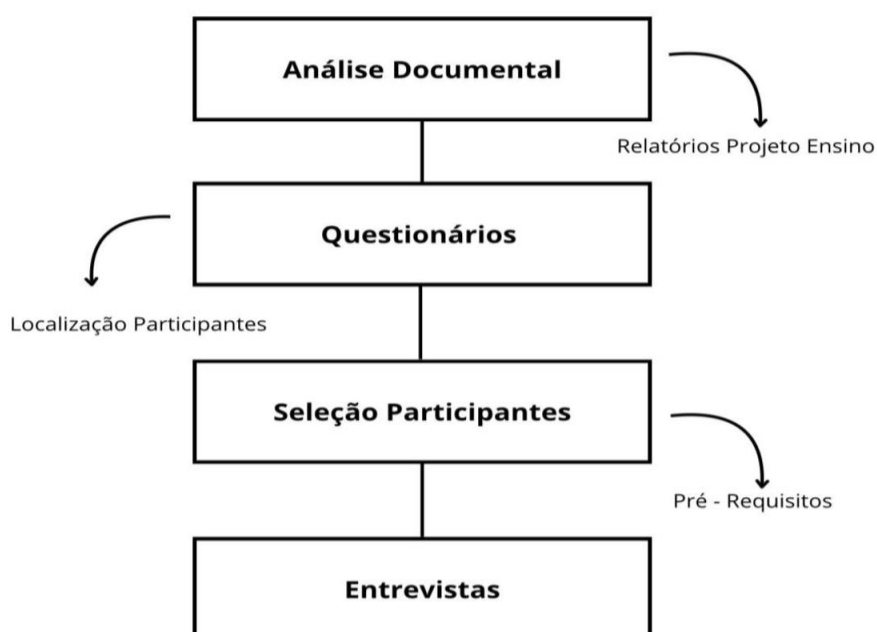 Análise Documental
Relatórios Projeto Ensino
Questionários
Localização Participantes
Seleção Participantes
Pré - Requisitos
Entrevistas